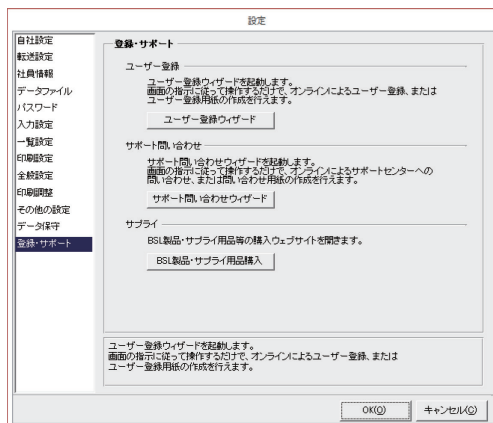 設定
自社設定
転送設定
社員情報
データファイル
パスワード
入力設定
一覧設定
印刷設定
全般設定
印刷調整
その他の設定
データ保守
登録・サポート
登録・サポート
ユーザー登録
ユーザー登録ウィザードを起動します。
画面の指示に従って操作するだけで、オンラインによるユーザー登録、または
ユーザー登録用紙の作成を行えます。
ユーザー登録ウィザード
サポート問い合わせ
サポート問い合わせウィザードを起動します。
画面の指示に従って操作するだけで、オンラインによるサポートセンターへの
問い合わせ、または問い合わせ用紙の作成を行えます。
サポート問い合わせウィザード
サプライ
BSL製品・サプライ用品等の購入ウェブサイトを開きます。
BSL製品・サプライ用品購入
ユーザー登録ウィザードを起動します。
画面の指示に従って操作するだけで、オンラインによるユーザー登録、または
ユーザー登録用紙の作成を行えます。
OK(O)
キャンセル(C)